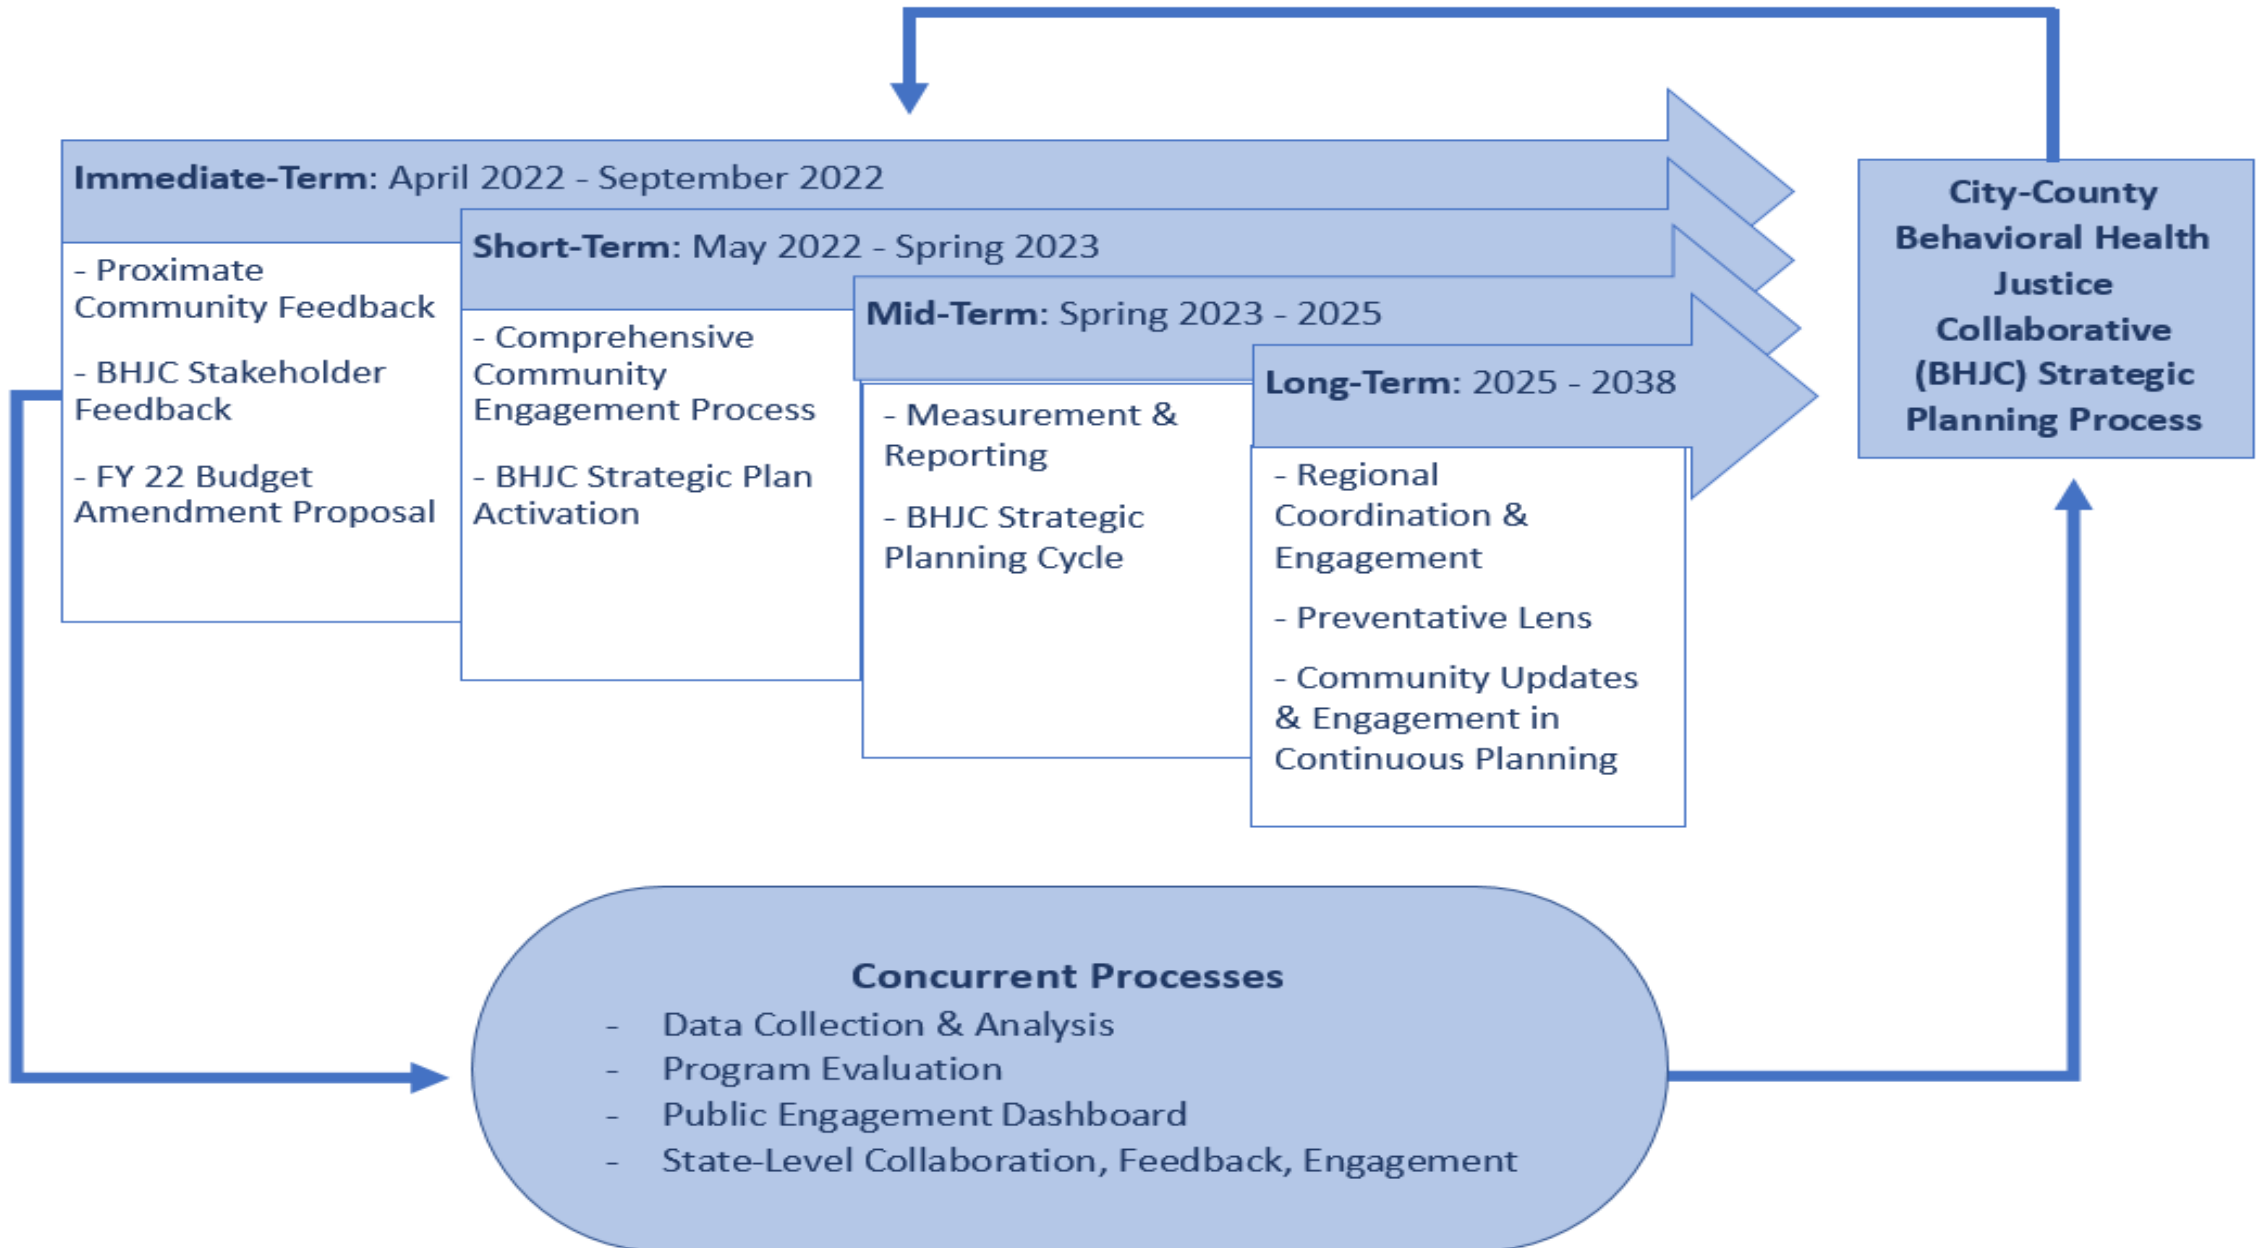 Immediate-Term: April 2022 - September 2022
- Proximate
Community Feedback
- BHJC Stakeholder
Feedback
- FY 22 Budget
Amendment Proposal
Short-Term: May 2022 - Spring 2023
- Comprehensive
Community
Engagement Process
- BHJC Strategic Plan
Activation
Mid-Term: Spring 2023 - 2025
- Measurement &
Reporting
- BHJC Strategic
Planning Cycle
Long-Term: 2025 - 2038
- Regional
Coordination &
Engagement
- Preventative Lens
- Community Updates
& Engagement in
Continuous Planning
City-County
Behavioral Health
Justice
Collaborative
(BHJC) Strategic
Planning Process
Concurrent Processes
- Data Collection & Analysis
- Program Evaluation
- Public Engagement Dashboard
- State-Level Collaboration, Feedback, Engagement